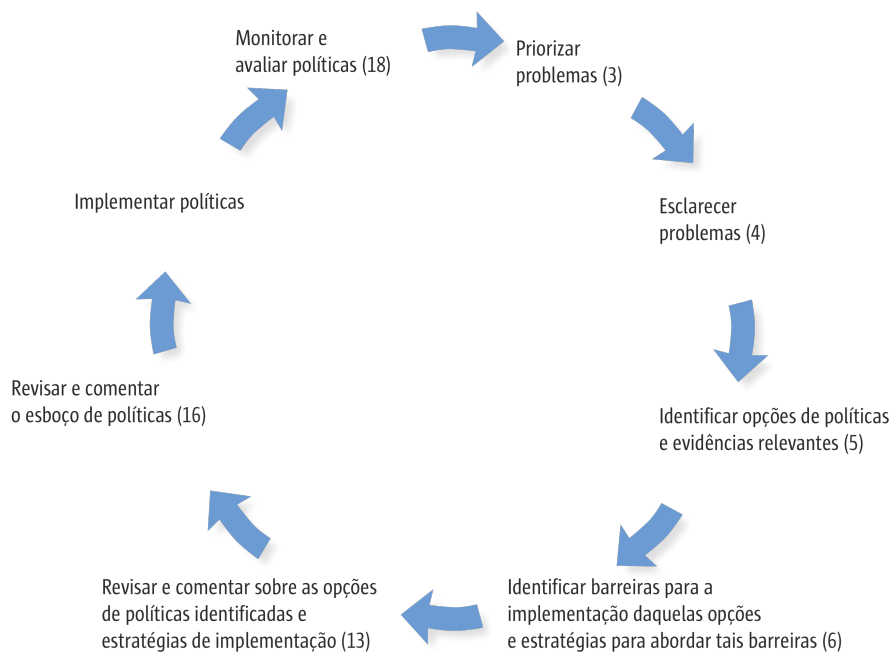 Monitorar e
avaliar políticas (18)
Priorizar
problemas (3)
Esclarecer
problemas (4)
Identificar opções de políticas
e evidências relevantes (5)
Identificar barreiras para a
implementação daquelas opções
e estratégias para abordar tais barreiras (6)
Revisar e comentar sobre as opções
de políticas identificadas e
estratégias de implementação (13)
Revisar e comentar
o esboço de políticas (16)
Implementar políticas